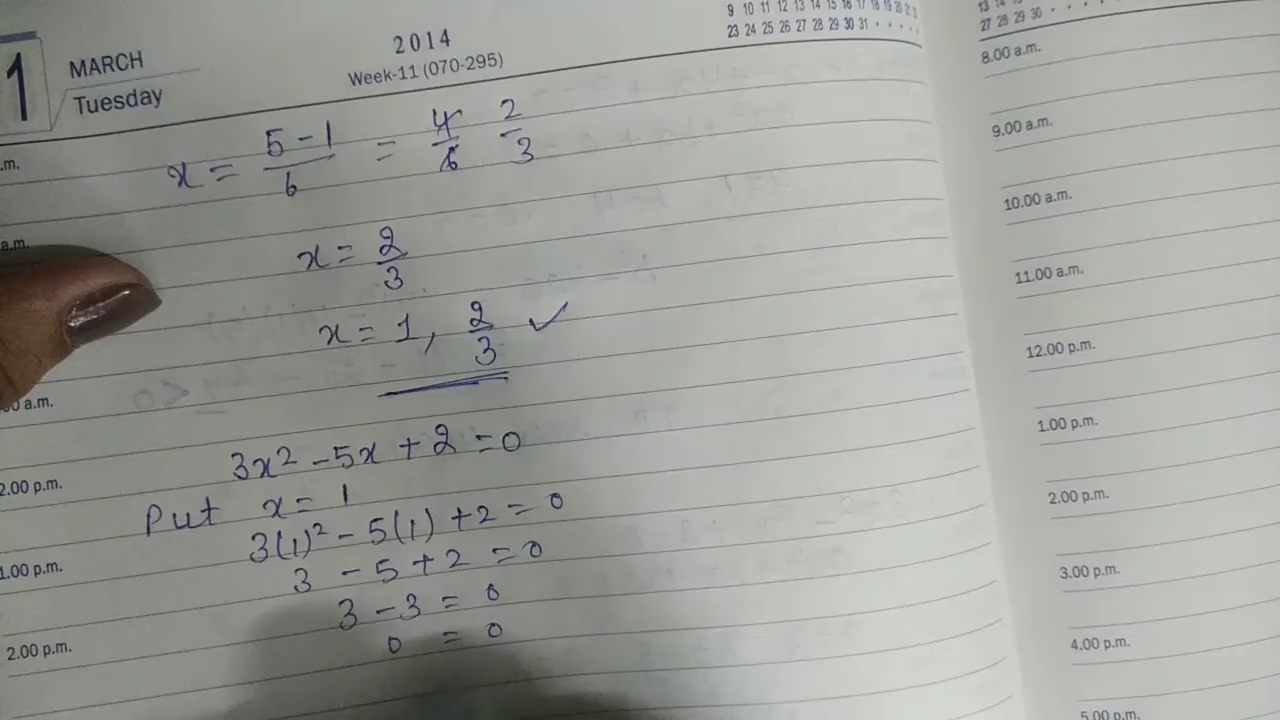 9 10 11 12 13 14 15 16 17 18 19 20 21 22
23 24 25 26 27 28 29 30 31
27 28 29 30
1
MARCH
Tuesday
2014
Week-11 (070-295)
x = 5 - 1 / 6 = 4/6 2/3
x = 2/3
x = 1, 2/3 ✓
3x² - 5x + 2 = 0
Put x = 1
3(1)² - 5(1) + 2 = 0
3 - 5 + 2 = 0
3 - 3 = 0
0 = 0
.m.
a.m.
a.m.
2.00 p.m.
1.00 p.m.
2.00 p.m.
8.00 a.m.
9.00 a.m.
10.00 a.m.
11.00 a.m.
12.00 p.m.
1.00 p.m.
2.00 p.m.
3.00 p.m.
4.00 p.m.
5.00 p.m.